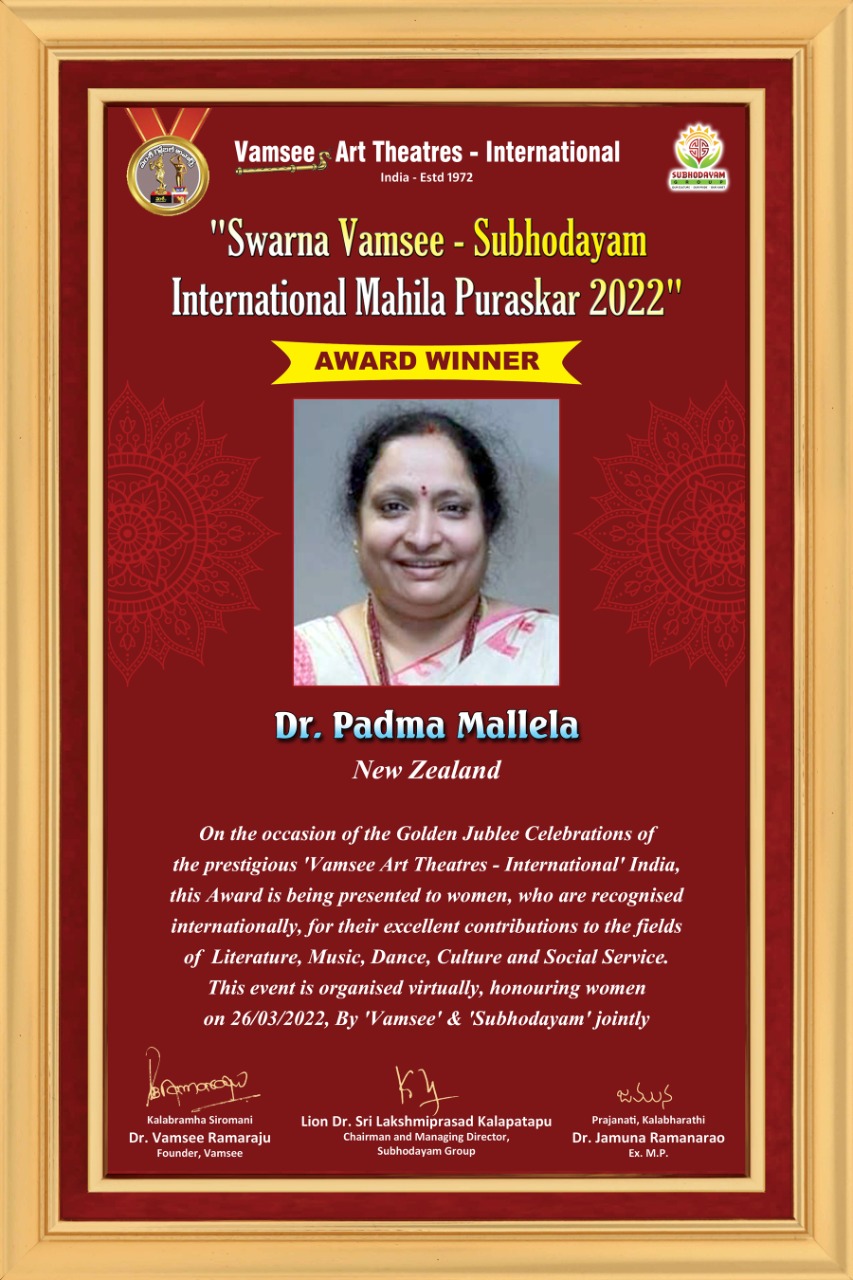 Vamsee Art Theatres - International
India - Estd 1972
SUBHODAYAM
GROUP
"Swarna Vamsee - Subhodayam
International Mahila Puraskar 2022"
AWARD WINNER
Dr. Padma Mallela
New Zealand
On the occasion of the Golden Jublee Celebrations of
the prestigious 'Vamsee Art Theatres - International' India,
this Award is being presented to women, who are recognised
internationally, for their excellent contributions to the fields
of Literature, Music, Dance, Culture and Social Service.
This event is organised virtually, honouring women
on 26/03/2022, By 'Vamsee' & 'Subhodayam' jointly
జమున
Kalabramha Siromani
Dr. Vamsee Ramaraju
Founder, Vamsee
Lion Dr. Sri Lakshmiprasad Kalapatapu
Chairman and Managing Director,
Subhodayam Group
Prajanati, Kalabharathi
Dr. Jamuna Ramanarao
Ex. M.P.